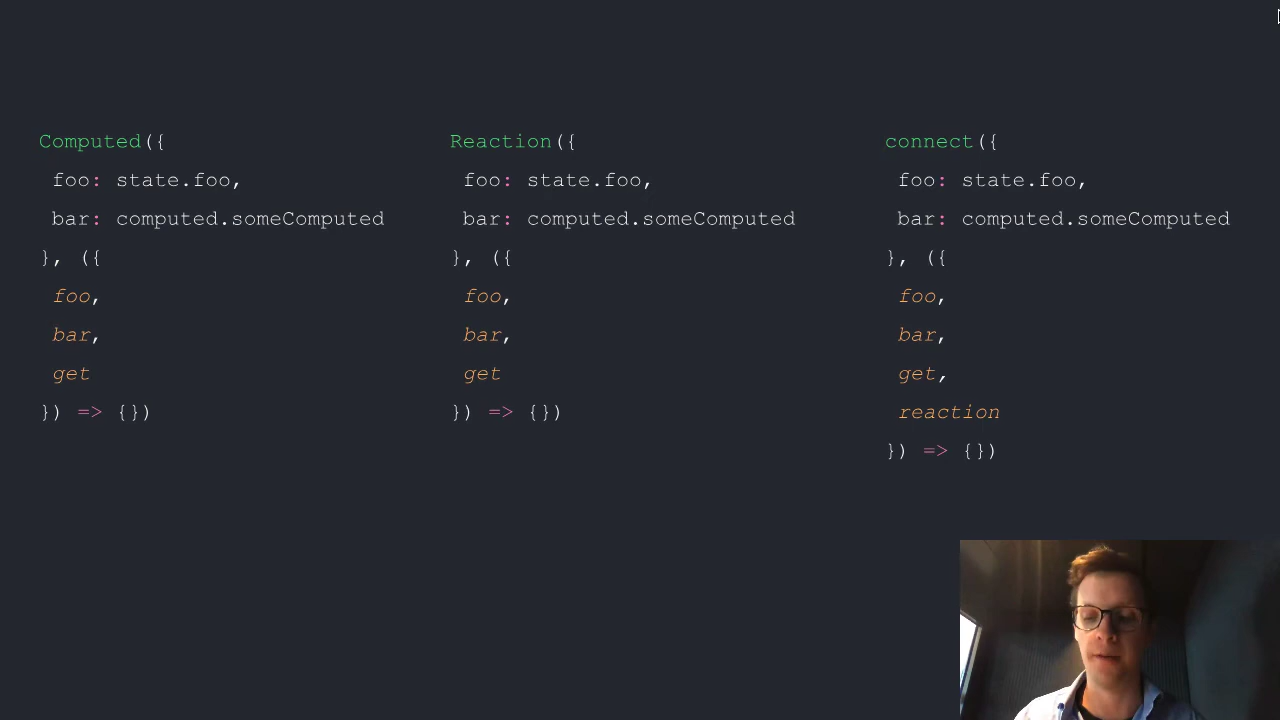 Computed({
foo: state.foo,
bar: computed.someComputed
}, ({
foo,
bar,
get
}) => {})
Reaction({
foo: state.foo,
bar: computed.someComputed
}, ({
foo,
bar,
get
}) => {})
connect({
foo: state.foo,
bar: computed.someComputed
}, ({
foo,
bar,
get,
reaction
}) => {})